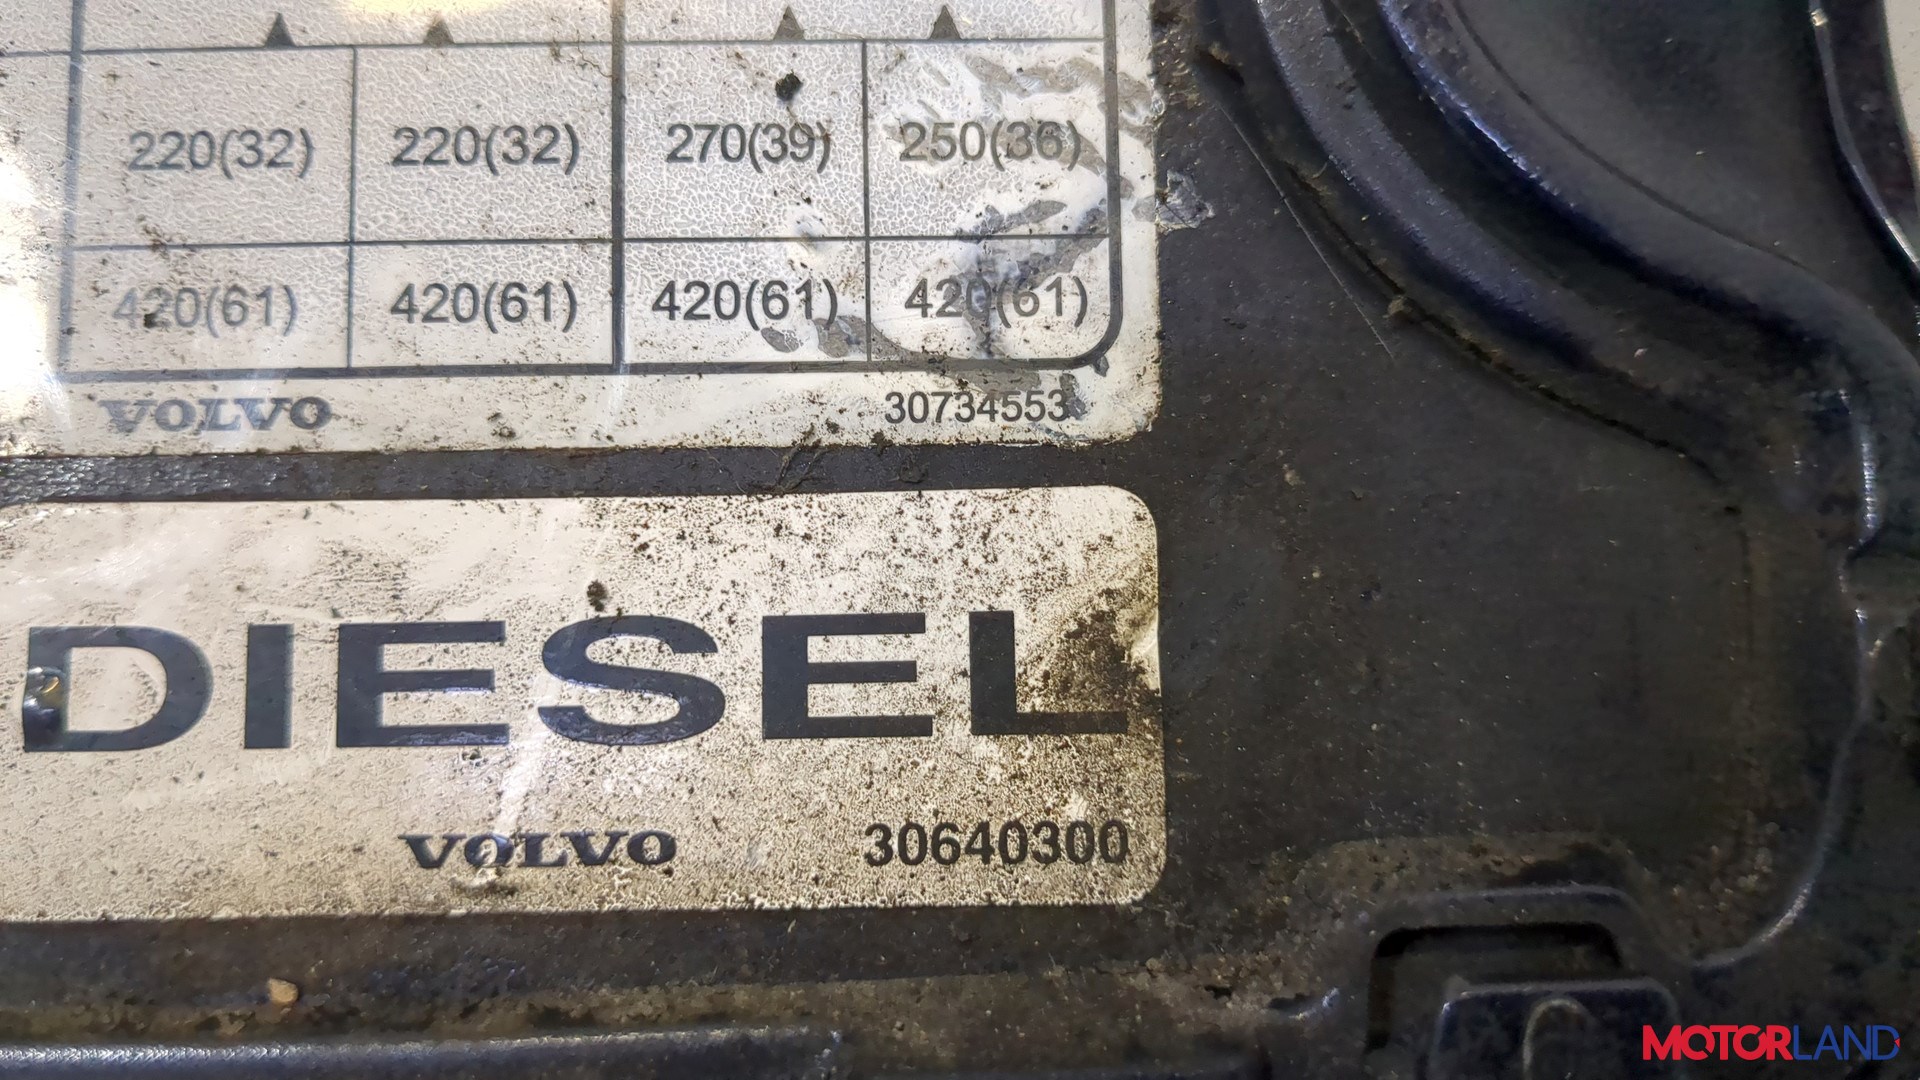 220(32) 220(32) 270(39) 250(36)
420(61) 420(61) 420(61) 420(61)
VOLVO 30734553
DIESEL
VOLVO 30640300
MOTORLAND